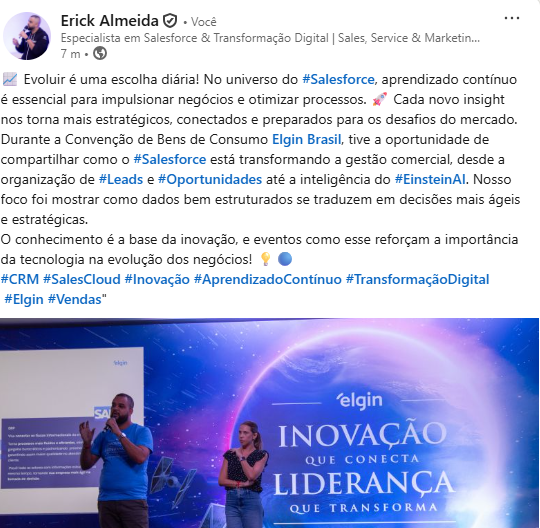 Erick Almeida • Você
Especialista em Salesforce & Transformação Digital | Sales, Service & Marketin...
7 m •
📈 Evoluir é uma escolha diária! No universo do #Salesforce, aprendizado contínuo
é essencial para impulsionar negócios e otimizar processos. 🚀 Cada novo insight
nos torna mais estratégicos, conectados e preparados para os desafios do mercado.
Durante a Convenção de Bens de Consumo Elgin Brasil, tive a oportunidade de
compartilhar como o #Salesforce está transformando a gestão comercial, desde a
organização de #Leads e #Oportunidades até a inteligência do #EinsteinAI. Nosso
foco foi mostrar como dados bem estruturados se traduzem em decisões mais ágeis
e estratégicas.
O conhecimento é a base da inovação, e eventos como esse reforçam a importância
da tecnologia na evolução dos negócios! 💡 🔵
#CRM #SalesCloud #Inovação #AprendizadoContínuo #TransformaçãoDigital
#Elgin #Vendas"
elgin
SA
elgin
INOVAÇÃO
QUE CONECTA
LIDERANÇA
QUE TRANSFORMA